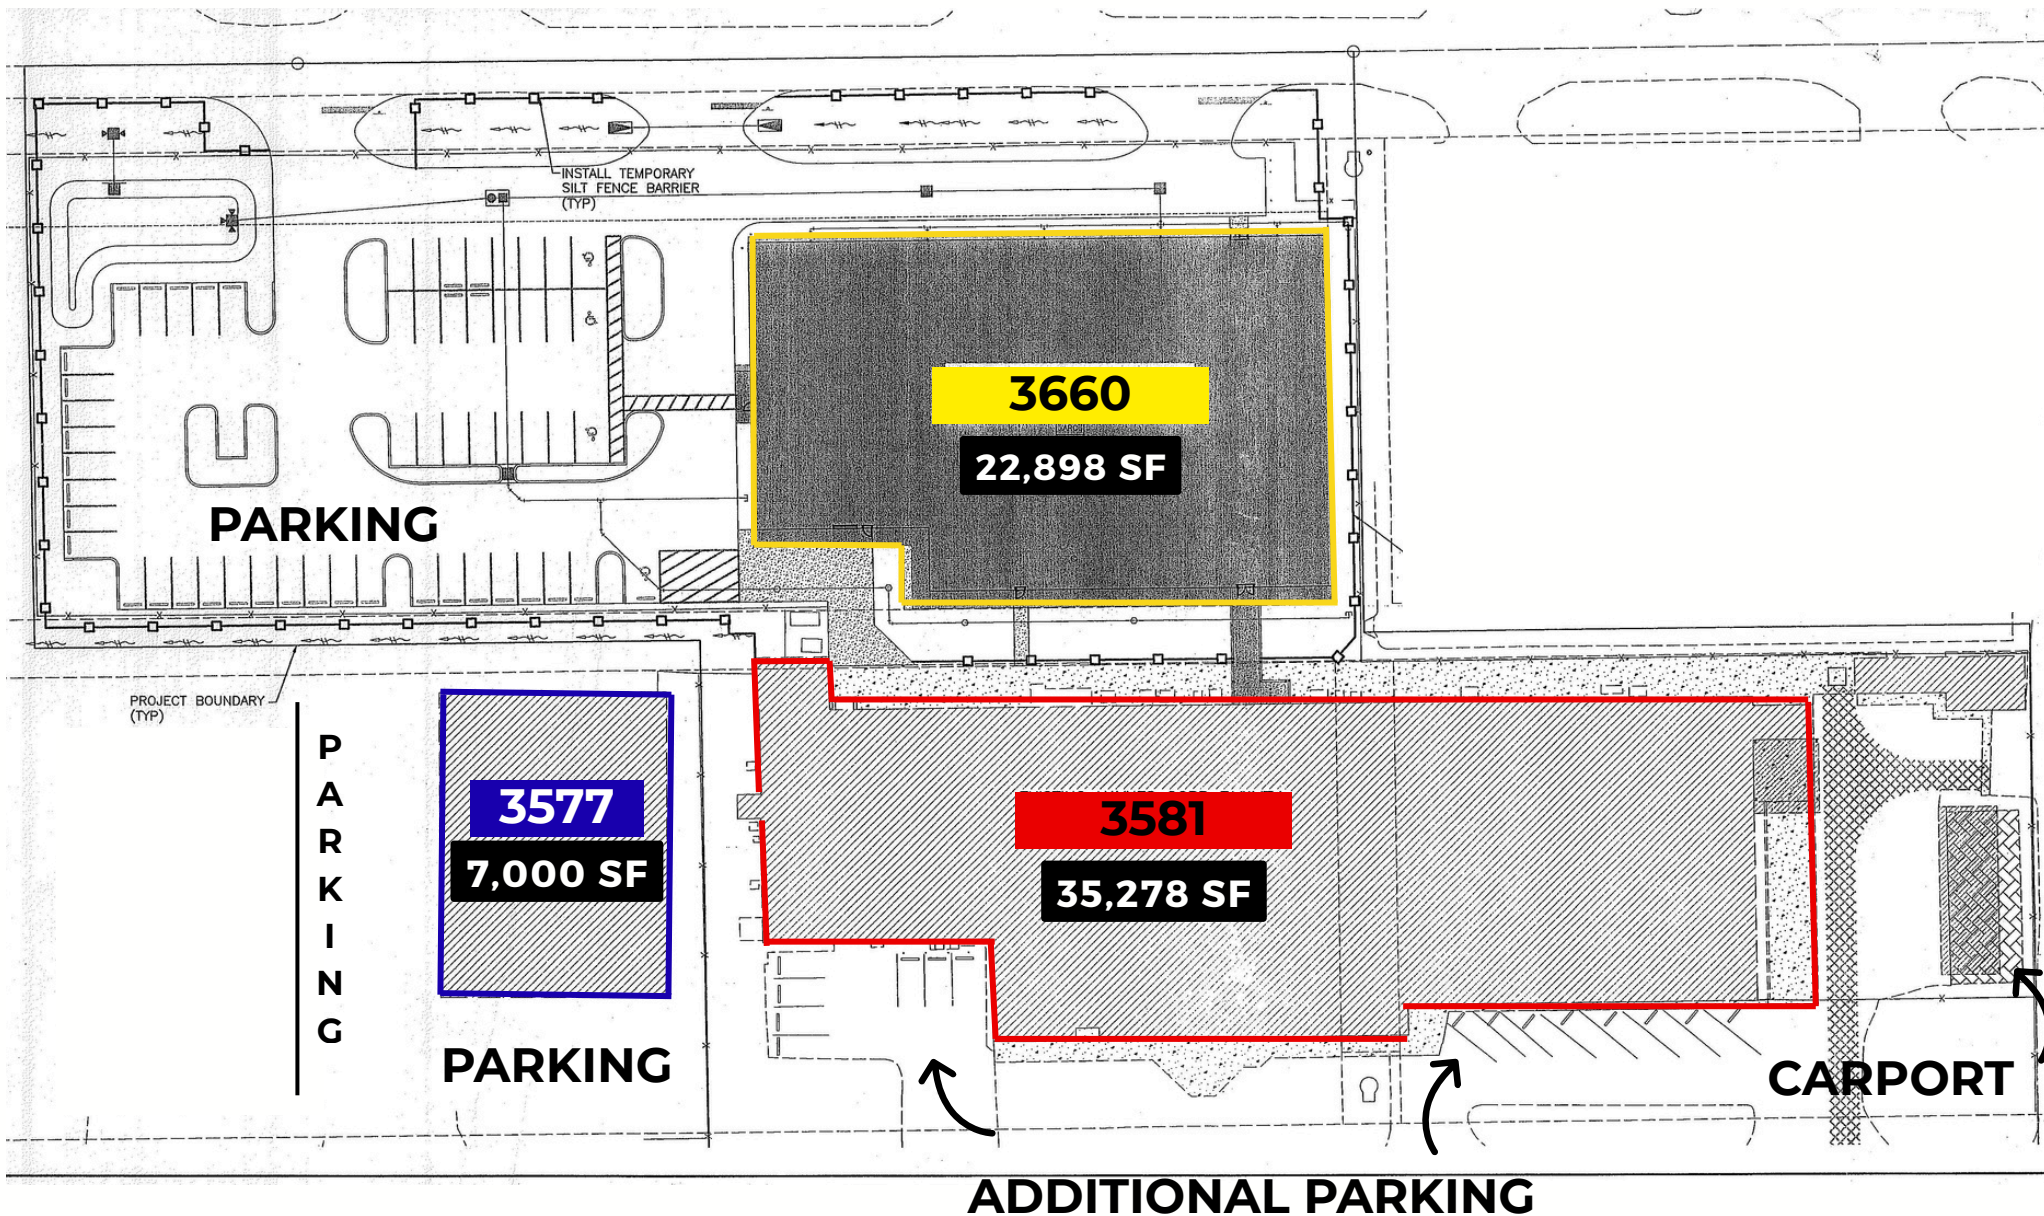 INSTALL TEMPORARY
SILT FENCE BARRIER
(TYP)
3660
22,898 SF
PARKING
PROJECT BOUNDARY
(TYP)
PARKING
3577
7,000 SF
3581
35,278 SF
PARKING
CARPORT
ADDITIONAL PARKING